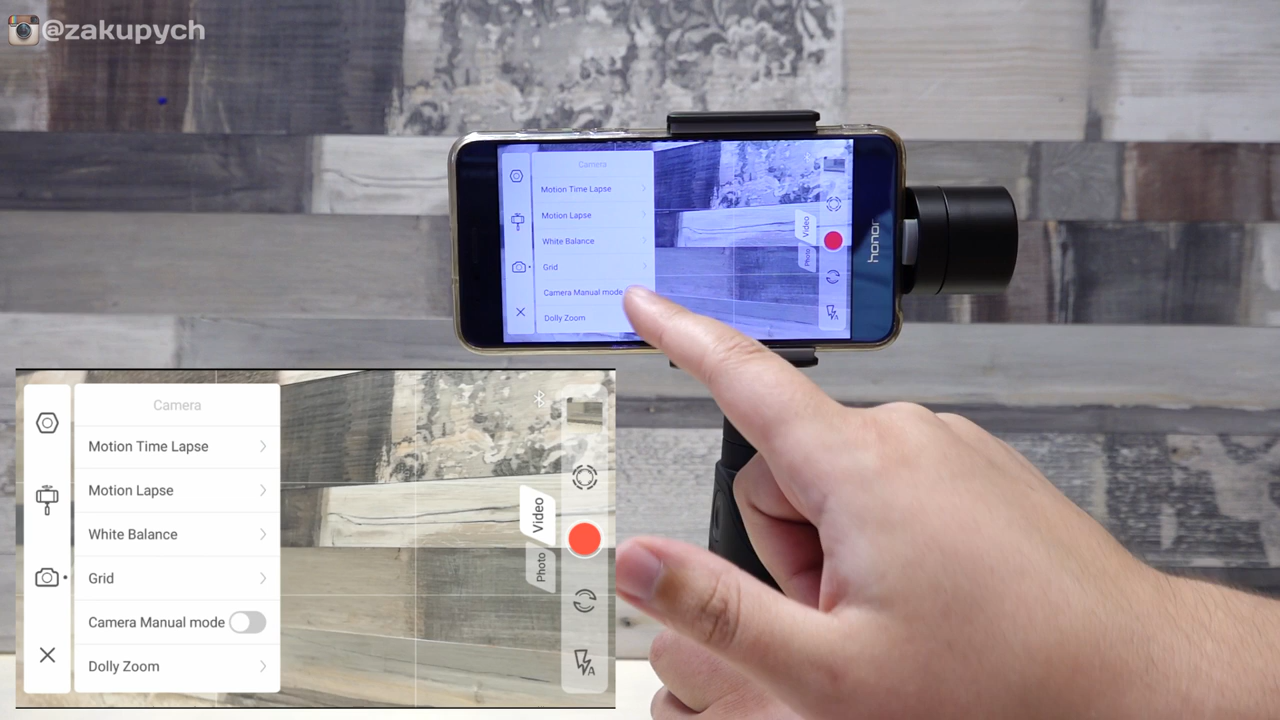 @zakupych
Camera
Motion Time Lapse
Motion Lapse
White Balance
Grid
Camera Manual mode
Dolly Zoom
Video
Photo
honor
Camera
Motion Time Lapse
Motion Lapse
White Balance
Grid
Camera Manual mode
Dolly Zoom
Video
Photo
A